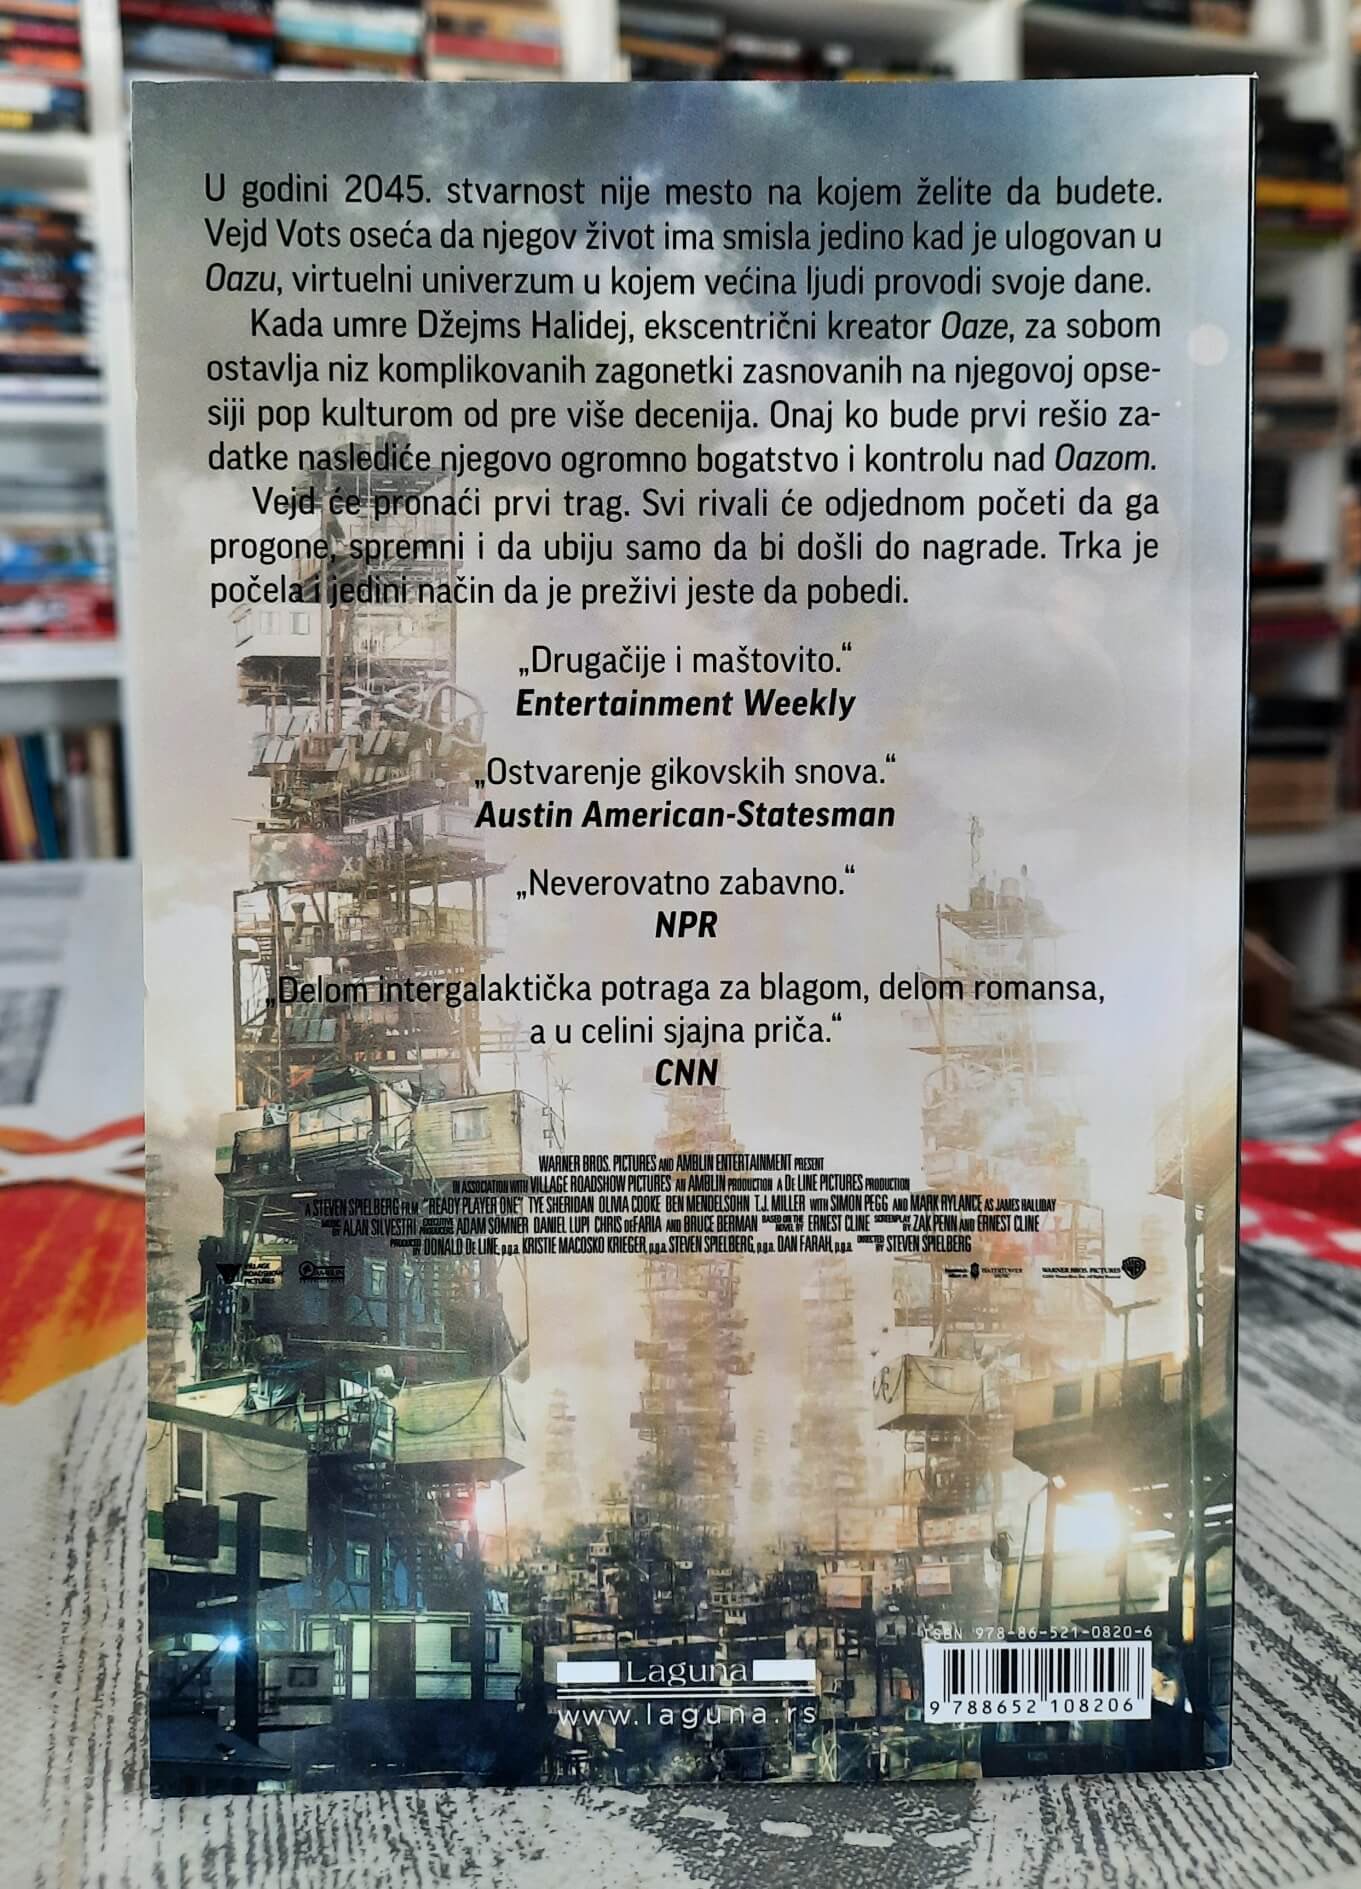 U godini 2045. stvarnost nije mesto na kojem želite da budete.
Vejd Vots oseća da njegov život ima smisla jedino kad je ulogovan u
Oazu, virtuelni univerzum u kojem većina ljudi provodi svoje dane.
Kada umre Džejms Halidej, ekscentrični kreator Oaze, za sobom
ostavlja niz komplikovanih zagonetki zasnovanih na njegovoj opse-
siji pop kulturom od pre više decenija. Onaj ko bude prvi rešio za-
datke naslediće njegovo ogromno bogatstvo i kontrolu nad Oazom.
Vejd će pronaći prvi trag. Svi rivali će odjednom početi da ga
progone, spremni i da ubiju samo da bi došli do nagrade. Trka je
počela i jedini način da je preživi jeste da pobedi.
„Drugačije i maštovito.“
Entertainment Weekly
„Ostvarenje gikovskih snova.“
Austin American-Statesman
„Neverovatno zabavno.“
NPR
„Delom intergalaktička potraga za blagom, delom romansa,
a u celini sjajna priča.“
CNN
WARNER BROS. PICTURES AND AMBLIN ENTERTAINMENT PRESENT
IN ASSOCIATION WITH VILLAGE ROADSHOW PICTURES AN AMBLIN PRODUCTION A DE LINE PICTURES PRODUCTION
A STEVEN SPIELBERG FILM "READY PLAYER ONE" TYE SHERIDAN OLIVIA COOKE BEN MENDELSOHN T.J. MILLER WITH SIMON PEGG AND MARK RYLANCE AS JAMES HALLIDAY
MUSIC BY ALAN SILVESTRI EXECUTIVE PRODUCERS ADAM SOMNER DANIEL LUPI CHRIS DEFARIA AND BRUCE BERMAN BASED ON THE NOVEL BY ERNEST CLINE SCREENPLAY BY ZAK PENN AND ERNEST CLINE
PRODUCED BY DONALD DE LINE, p.g.a. KRISTIE MACOSKO KRIEGER, p.g.a. STEVEN SPIELBERG, p.g.a. DAN FARAH, p.g.a. DIRECTED BY STEVEN SPIELBERG
VILLAGE ROADSHOW PICTURES
AMBLIN
WATERTOWER MUSIC
WARNER BROS. PICTURES
WB
ISBN 978-86-521-0820-6
9 788652 108206
Laguna
www.laguna.rs